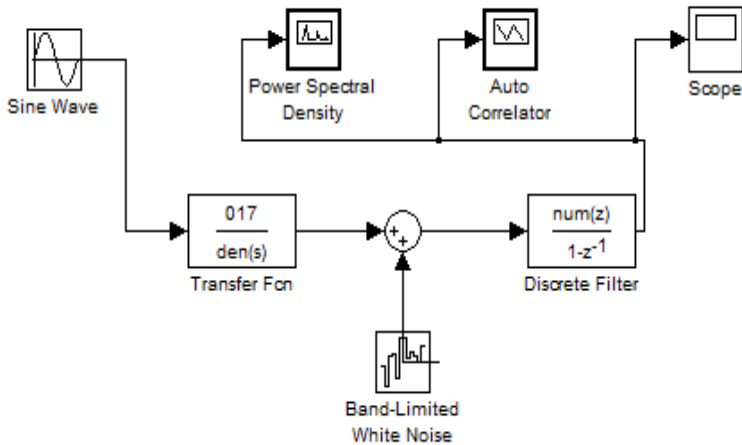 Sine Wave
Power Spectral
Density
Auto
Correlator
Scope
017
den(s)
Transfer Fcn
+
+
num(z)
1-z⁻¹
Discrete Filter
Band-Limited
White Noise